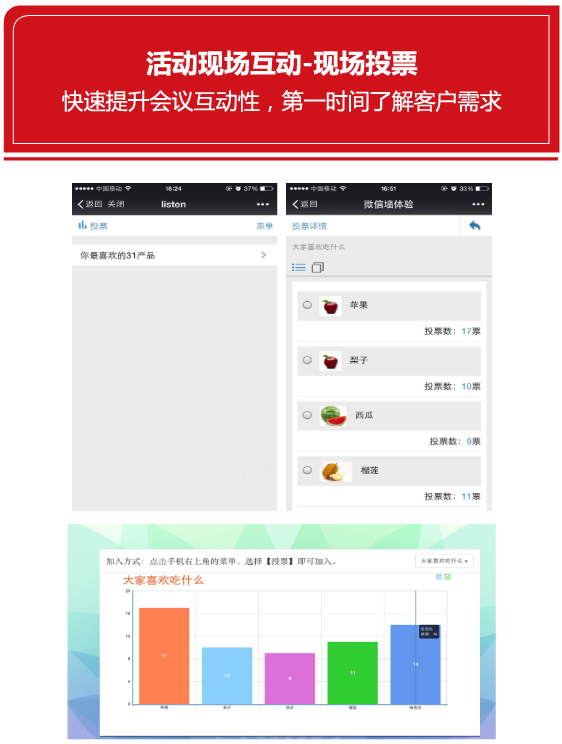 活动现场互动-现场投票
快速提升会议互动性，第一时间了解客户需求
中国移动 16:24 37%
返回 关闭 listen
投票 菜单
你最喜欢的31产品
中国移动 16:51 33%
返回 微信墙体验
投票详情
大家喜欢吃什么
苹果
投票数：17票
梨子
投票数：10票
西瓜
投票数：9票
榴莲
投票数：11票
加入方式：点击手机右上角的菜单，选择【投票】即可加入。 大家喜欢吃什么
大家喜欢吃什么
17
10
9
11
14
苹果 梨子 西瓜 榴莲